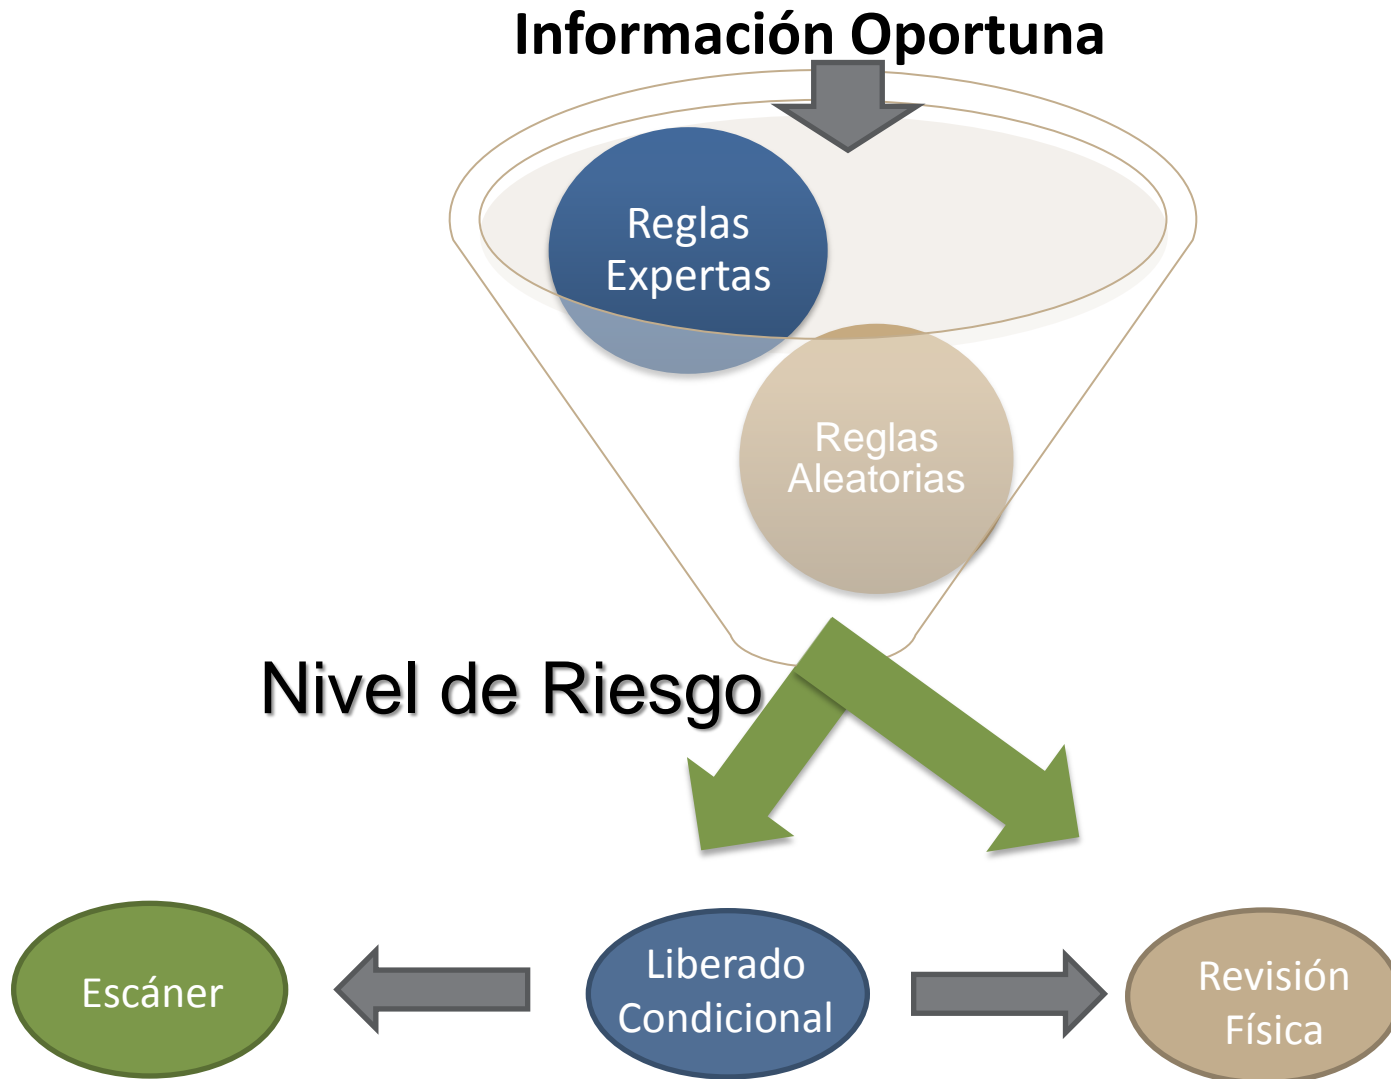 Información Oportuna
Reglas
Expertas
Reglas
Aleatorias
Nivel de Riesgo
Escáner
Liberado
Condicional
Revisión
Física